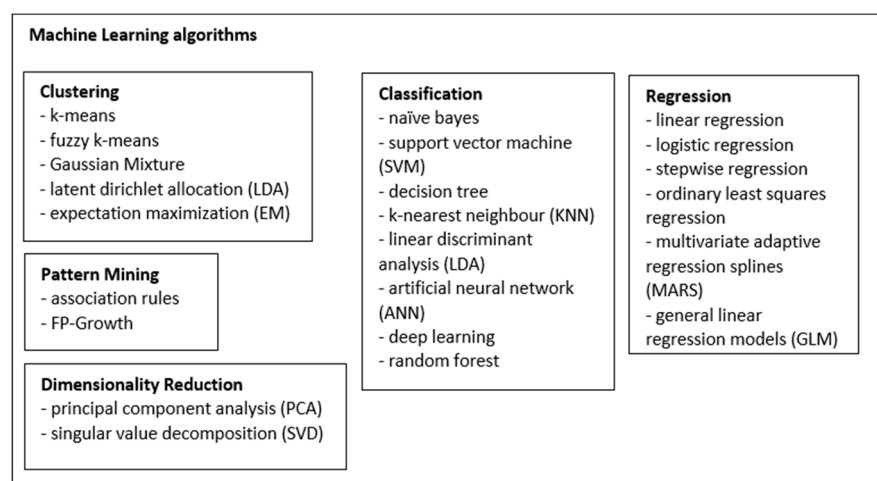 Machine Learning algorithms
Clustering
- k-means
- fuzzy k-means
- Gaussian Mixture
- latent dirichlet allocation (LDA)
- expectation maximization (EM)
Pattern Mining
- association rules
- FP-Growth
Dimensionality Reduction
- principal component analysis (PCA)
- singular value decomposition (SVD)
Classification
- naïve bayes
- support vector machine
(SVM)
- decision tree
- k-nearest neighbour (KNN)
- linear discriminant
analysis (LDA)
- artificial neural network
(ANN)
- deep learning
- random forest
Regression
- linear regression
- logistic regression
- stepwise regression
- ordinary least squares
regression
- multivariate adaptive
regression splines
(MARS)
- general linear
regression models (GLM)